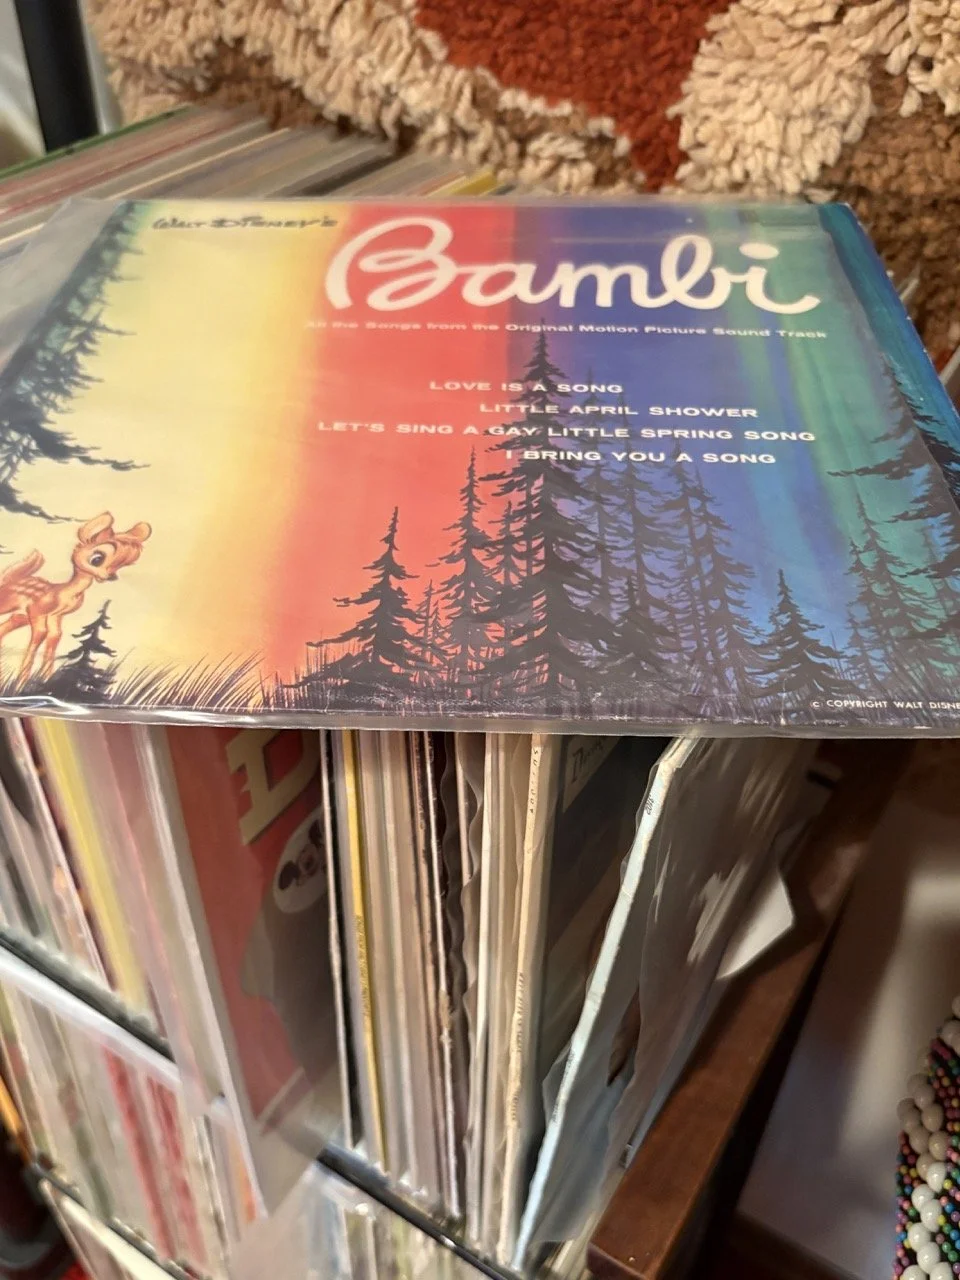 WALT DISNEY'S
Bambi
All the Songs from the Original Motion Picture Sound Track
LOVE IS A SONG
LITTLE APRIL SHOWER
LET'S SING A GAY LITTLE SPRING SONG
I BRING YOU A SONG
© COPYRIGHT WALT DISNE